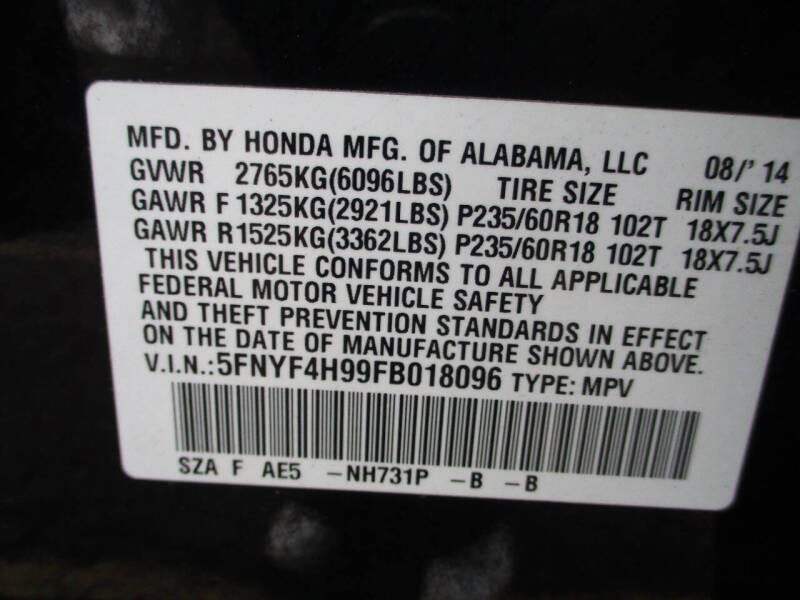 MFD. BY HONDA MFG. OF ALABAMA, LLC 08/' 14
GVWR 2765KG(6096LBS) TIRE SIZE RIM SIZE
GAWR F 1325KG(2921LBS) P235/60R18 102T 18X7.5J
GAWR R1525KG(3362LBS) P235/60R18 102T 18X7.5J
THIS VEHICLE CONFORMS TO ALL APPLICABLE
FEDERAL MOTOR VEHICLE SAFETY
AND THEFT PREVENTION STANDARDS IN EFFECT
ON THE DATE OF MANUFACTURE SHOWN ABOVE.
V.I.N.:5FNYF4H99FB018096 TYPE: MPV
SZA F AE5 -NH731P -B -B